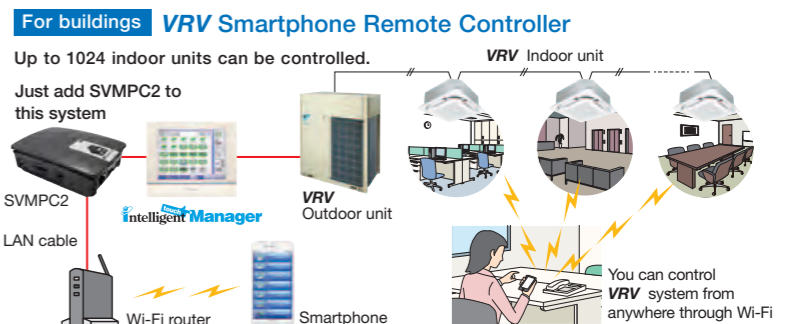 For buildings VRV Smartphone Remote Controller
Up to 1024 indoor units can be controlled.
VRV Indoor unit
Just add SVMPC2 to
this system
SVMPC2
intelligent touch Manager
VRV
Outdoor unit
LAN cable
Wi-Fi router
Smartphone
You can control
VRV system from
anywhere through Wi-Fi